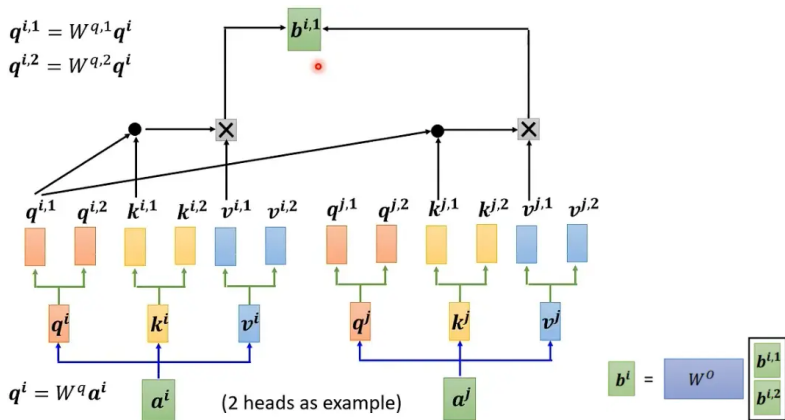 q^{i,1} = W^{q,1}q^i
q^{i,2} = W^{q,2}q^i
b^{i,1}
q^{i,1} q^{i,2} k^{i,1} k^{i,2} v^{i,1} v^{i,2} q^{j,1} q^{j,2} k^{j,1} k^{j,2} v^{j,1} v^{j,2}
q^i k^i v^i q^j k^j v^j
q^i = W^q a^i
a^i
(2 heads as example)
a^j
b^i = W^O
b^{i,1}
b^{i,2}